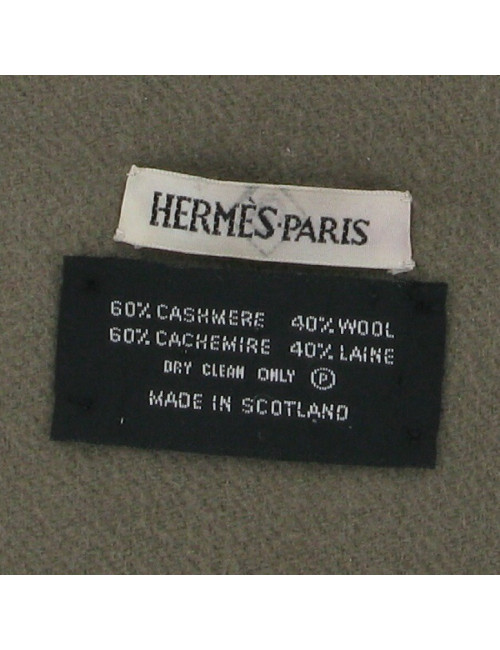 HERMÈS-PARIS
60% CASHMERE 40% WOOL
60% CACHEMIRE 40% LAINE
DRY CLEAN ONLY Ⓟ
MADE IN SCOTLAND